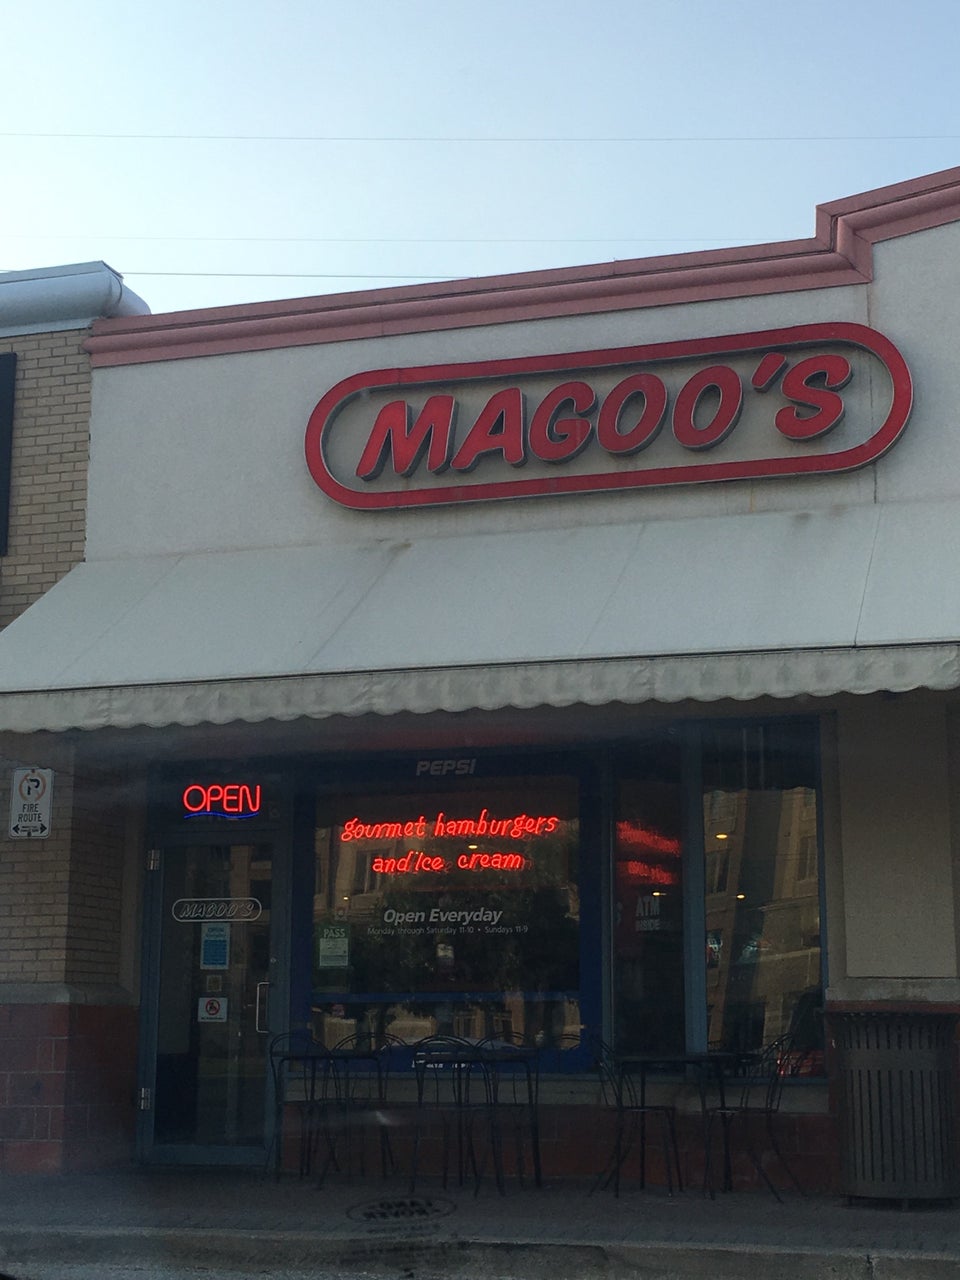 MAGOO'S
PEPSI
OPEN
gourmet hamburgers
and ice cream
FIRE
ROUTE
MAGOO'S
Open Everyday
Monday through Saturday 11-10 • Sundays 11-9
PASS
OPEN
ATM
INSIDE